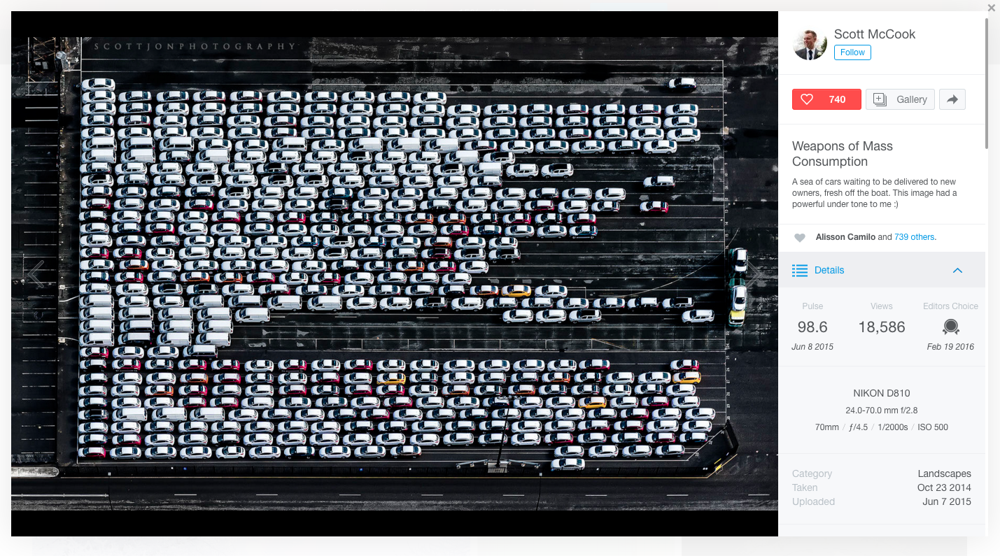 SCOTTJONPHOTOGRAPHY
Scott McCook
Follow
740
Gallery
Weapons of Mass
Consumption
A sea of cars waiting to be delivered to new
owners, fresh off the boat. This image had a
powerful under tone to me :)
Alisson Camilo and 739 others.
Details
Pulse Views Editors Choice
98.6 18,586
Jun 8 2015 Feb 19 2016
NIKON D810
24.0-70.0 mm f/2.8
70mm / ƒ/4.5 / 1/2000s / ISO 500
Category Landscapes
Taken Oct 23 2014
Uploaded Jun 7 2015